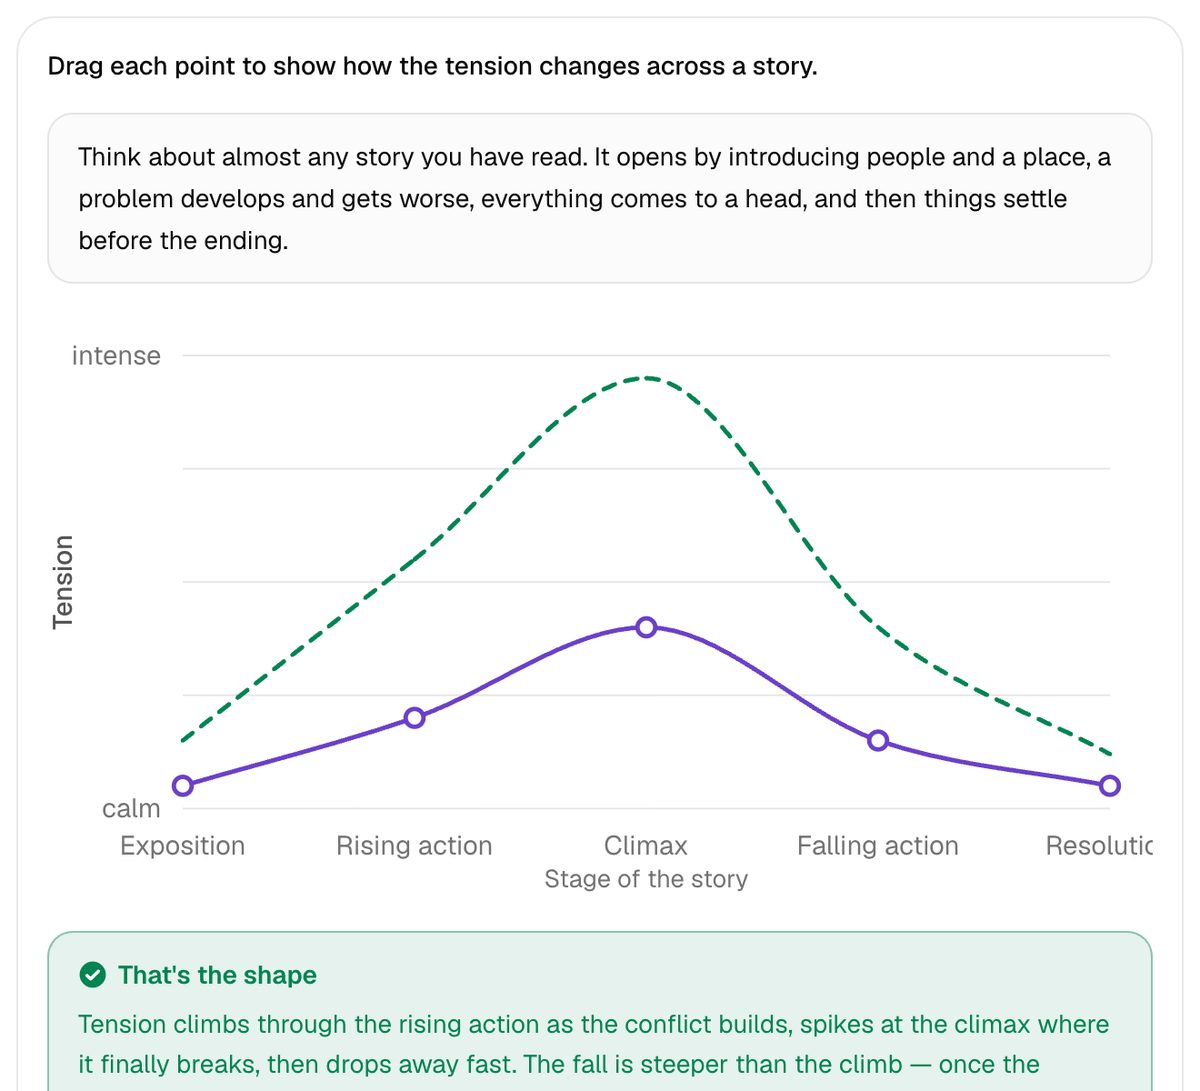 Drag each point to show how the tension changes across a story.
Think about almost any story you have read. It opens by introducing people and a place, a
problem develops and gets worse, everything comes to a head, and then things settle
before the ending.
intense
Tension
calm
Exposition
Rising action
Climax
Falling action
Resolutic
Stage of the story
That's the shape
Tension climbs through the rising action as the conflict builds, spikes at the climax where
it finally breaks, then drops away fast. The fall is steeper than the climb — once the